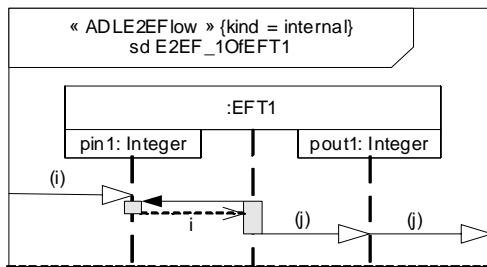 « ADLE2EFlow » {kind = internal}
sd E2EF_1OfEFT1
:EFT1
pin1: Integer
pout1: Integer
(i)
i
(j)
(j)